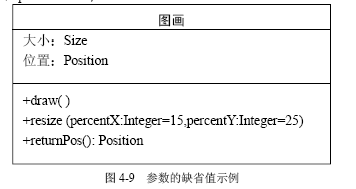 图画
大小：Size
位置：Position
+draw( )
+resize (percentX:Integer=15,percentY:Integer=25)
+returnPos(): Position
图 4-9 参数的缺省值示例